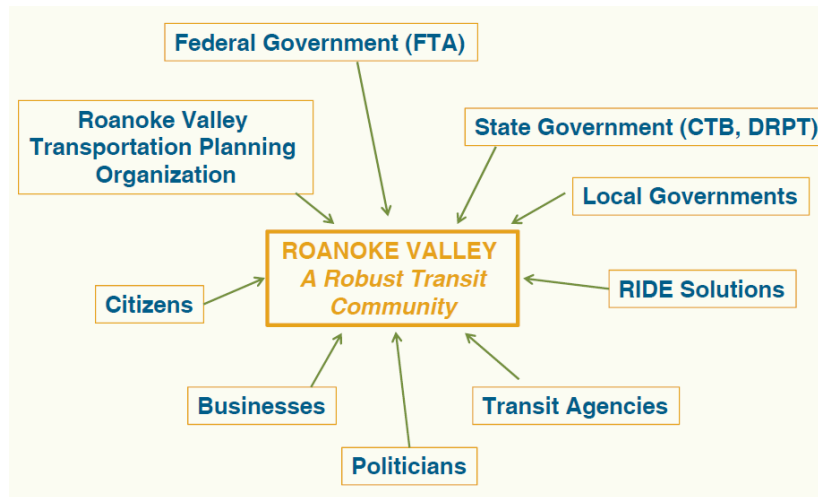 Federal Government (FTA)
Roanoke Valley
Transportation Planning
Organization
State Government (CTB, DRPT)
Local Governments
ROANOKE VALLEY
A Robust Transit
Community
Citizens
RIDE Solutions
Businesses
Transit Agencies
Politicians